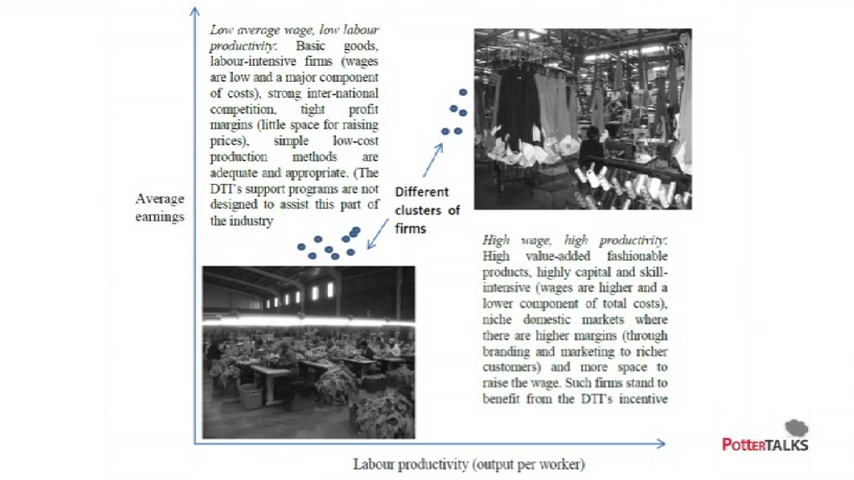 Low average wage, low labour
productivity: Basic goods,
labour-intensive firms (wages
are low and a major component
of costs), strong inter-national
competition, tight profit
margins (little space for raising
prices), simple low-cost
production methods are
adequate and appropriate. (The
DTI's support programs are not
designed to assist this part of
the industry
Average
earnings
Different
clusters of
firms
High wage, high productivity:
High value-added fashionable
products, highly capital and skill-
intensive (wages are higher and a
lower component of total costs),
niche domestic markets where
there are higher margins (through
branding and marketing to richer
customers) and more space to
raise the wage. Such firms stand to
benefit from the DTI's incentive
Labour productivity (output per worker)
POTTERTALKS